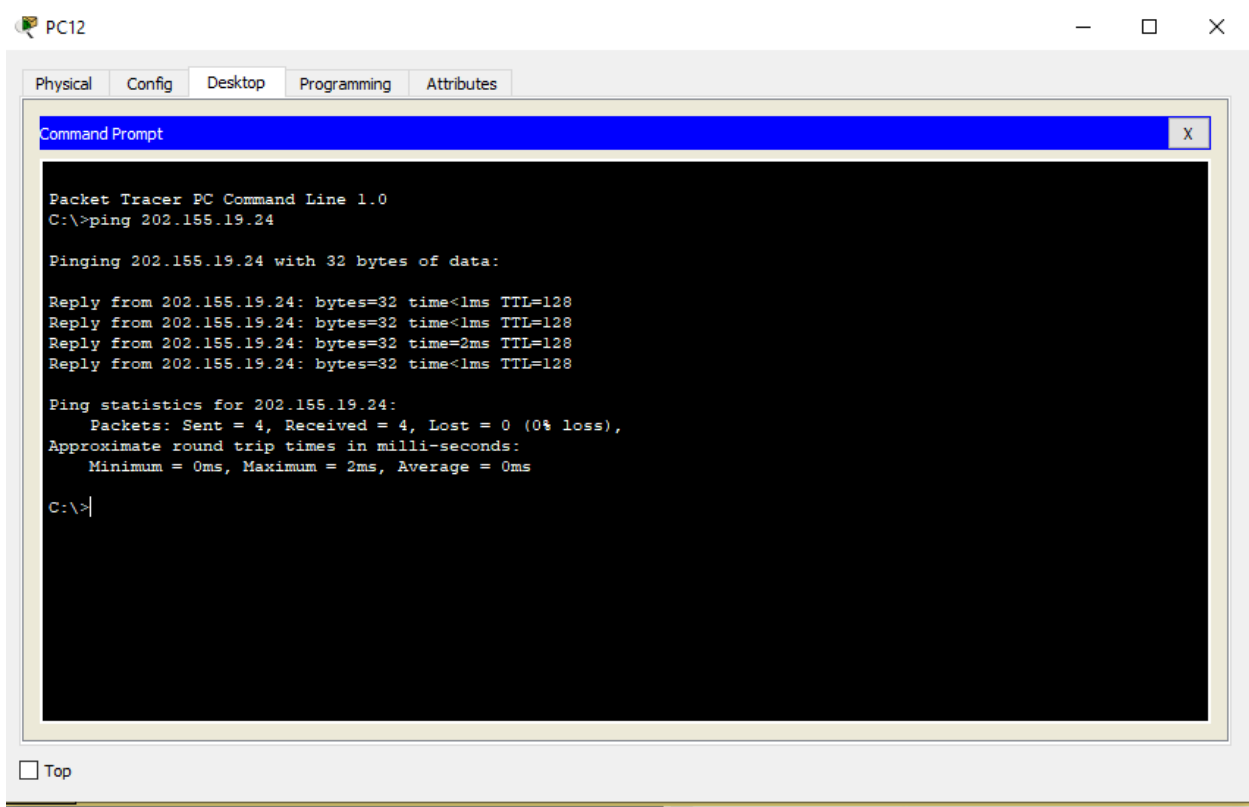 PC12
Physical Config Desktop Programming Attributes
Command Prompt X
Packet Tracer PC Command Line 1.0
C:\>ping 202.155.19.24
Pinging 202.155.19.24 with 32 bytes of data:
Reply from 202.155.19.24: bytes=32 time<1ms TTL=128
Reply from 202.155.19.24: bytes=32 time<1ms TTL=128
Reply from 202.155.19.24: bytes=32 time=2ms TTL=128
Reply from 202.155.19.24: bytes=32 time<1ms TTL=128
Ping statistics for 202.155.19.24:
Packets: Sent = 4, Received = 4, Lost = 0 (0% loss),
Approximate round trip times in milli-seconds:
Minimum = 0ms, Maximum = 2ms, Average = 0ms
C:\>
Top